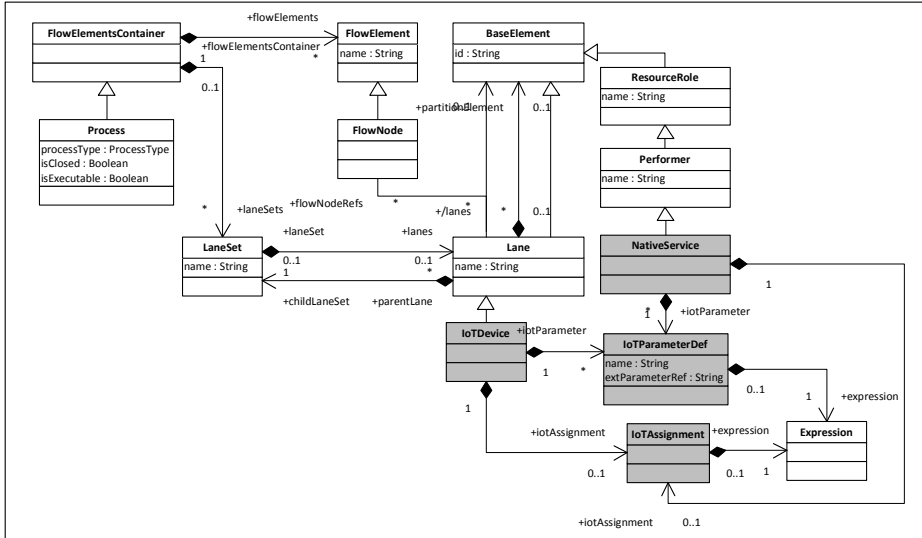 +flowElements
FlowElementsContainer
FlowElement
BaseElement
name : String
id : String
+flowElementsContainer
1
*
0..1
ResourceRole
name : String
+partitionElement
0..1
0..1
Process
processType : ProcessType
isClosed : Boolean
isExecutable : Boolean
FlowNode
Performer
name : String
*
+laneSets
+flowNodeRefs
*
*
+/lanes
*
0..1
+laneSet
+lanes
LaneSet
name : String
Lane
name : String
NativeService
0..1
0..1
1
*
1
+childLaneSet
+parentLane
*
1
+iotParameter
IoTDevice
+iotParameter
IoTParameterDef
name : String
extParameterRef : String
1
*
0..1
1
1
+expression
+iotAssignment
IoTAssignment
+expression
Expression
0..1
0..1
1
+iotAssignment
0..1